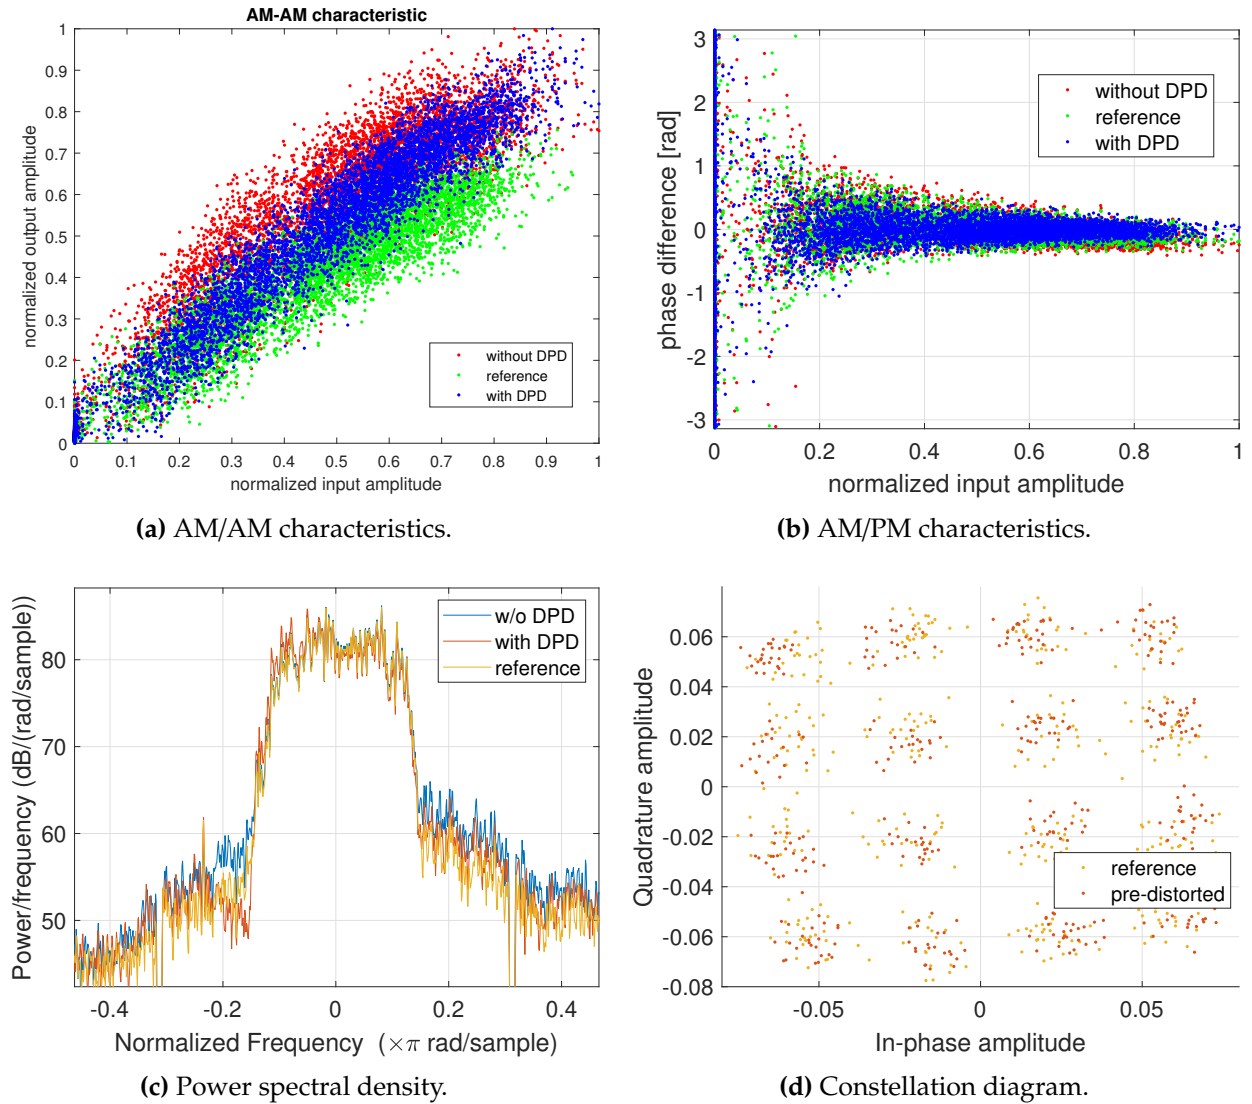 AM-AM characteristic
normalized output amplitude
1
0.9
0.8
0.7
0.6
0.5
0.4
0.3
0.2
0.1
0
without DPD
reference
with DPD
0 0.1 0.2 0.3 0.4 0.5 0.6 0.7 0.8 0.9 1
normalized input amplitude
(a) AM/AM characteristics.
phase difference [rad]
3
2
1
0
-1
-2
-3
without DPD
reference
with DPD
0 0.2 0.4 0.6 0.8 1
normalized input amplitude
(b) AM/PM characteristics.
Power/frequency (dB/(rad/sample))
80
70
60
50
w/o DPD
with DPD
reference
-0.4 -0.2 0 0.2 0.4
Normalized Frequency (×π rad/sample)
(c) Power spectral density.
Quadrature amplitude
0.06
0.04
0.02
0
-0.02
-0.04
-0.06
-0.08
reference
pre-distorted
-0.05 0 0.05
In-phase amplitude
(d) Constellation diagram.